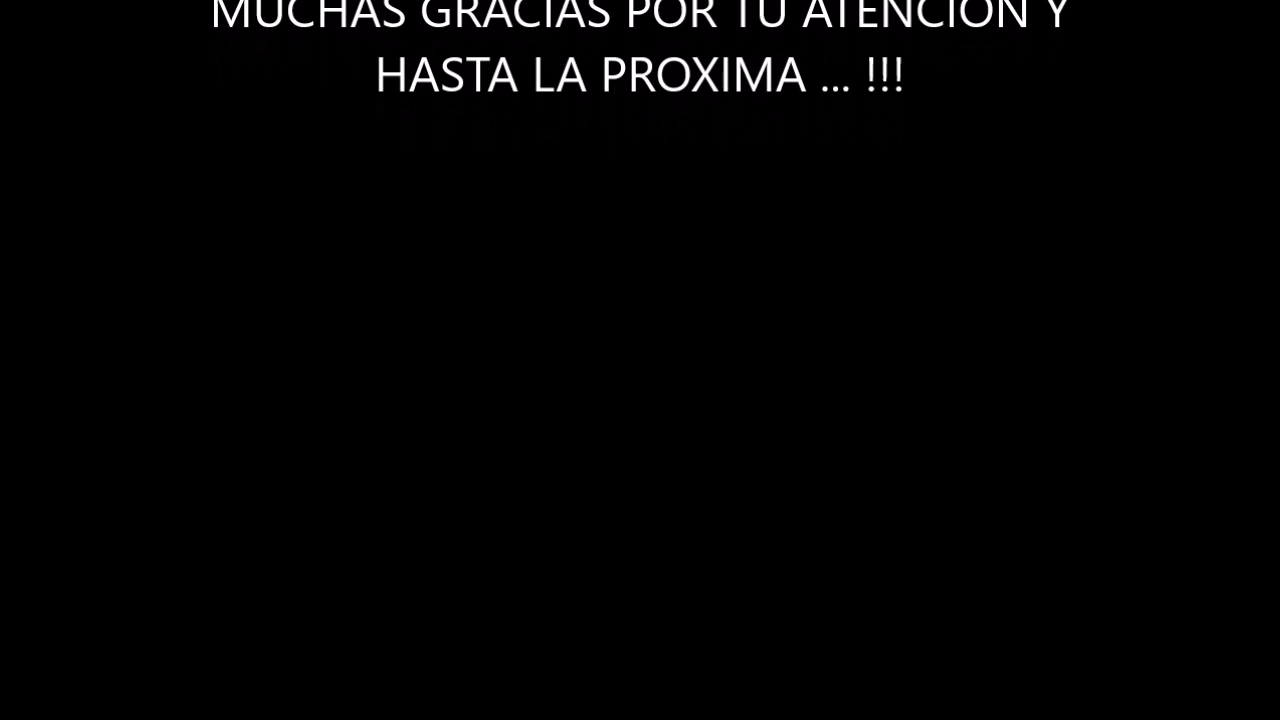 MUCHAS GRACIAS POR TU ATENCION Y
HASTA LA PROXIMA ... !!!